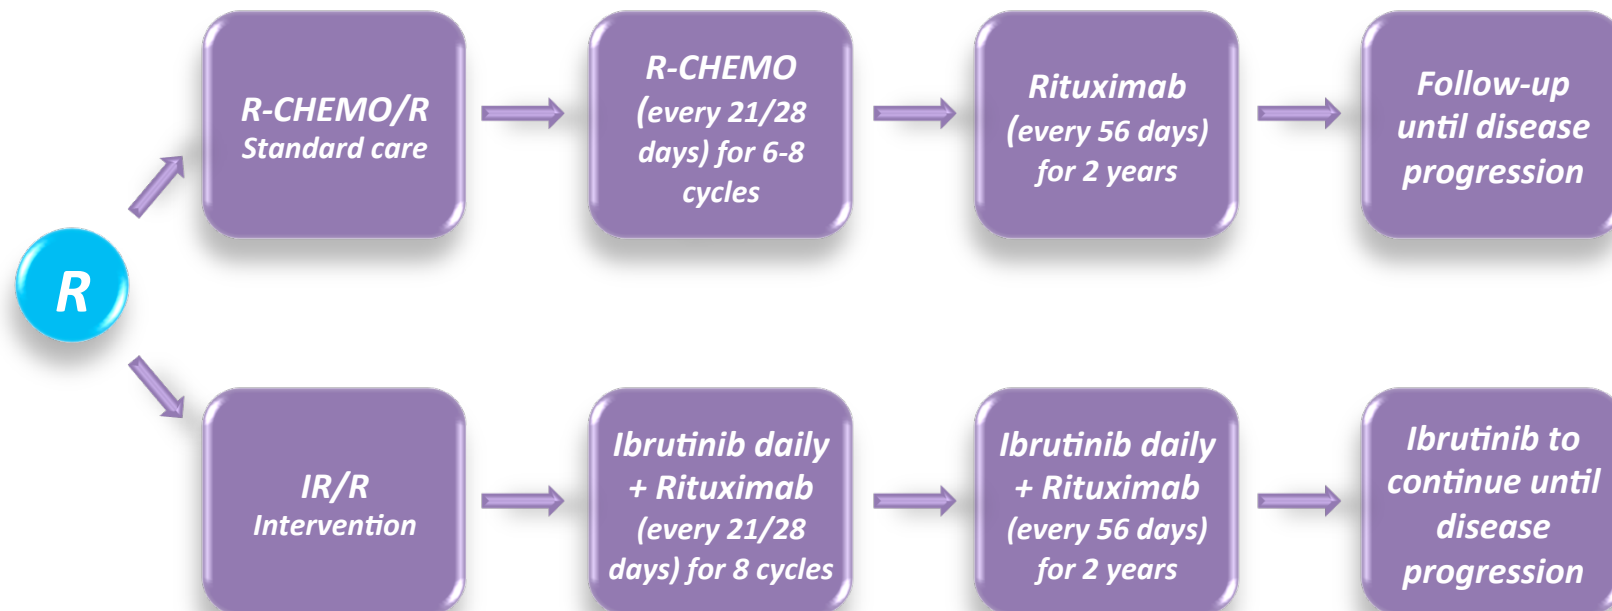 R-CHEMO/R
Standard care
R-CHEMO
(every 21/28
days) for 6-8
cycles
Rituximab
(every 56 days)
for 2 years
Follow-up
until disease
progression
R
IR/R
Intervention
Ibrutinib daily
+ Rituximab
(every 21/28
days) for 8 cycles
Ibrutinib daily
+ Rituximab
(every 56 days)
for 2 years
Ibrutinib to
continue until
disease
progression